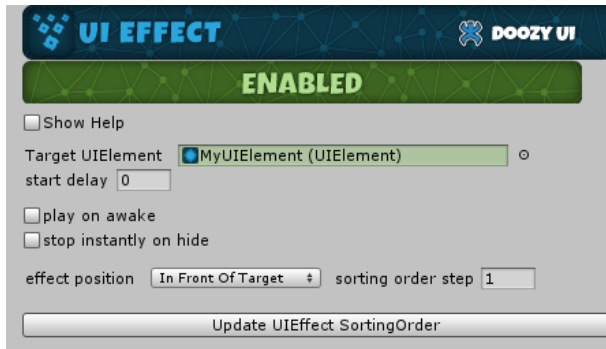 UI EFFECT DOOZY UI
ENABLED
Show Help
Target UIElement MyUIElement (UIElement)
start delay 0
play on awake
stop instantly on hide
effect position In Front Of Target sorting order step 1
Update UIEffect SortingOrder